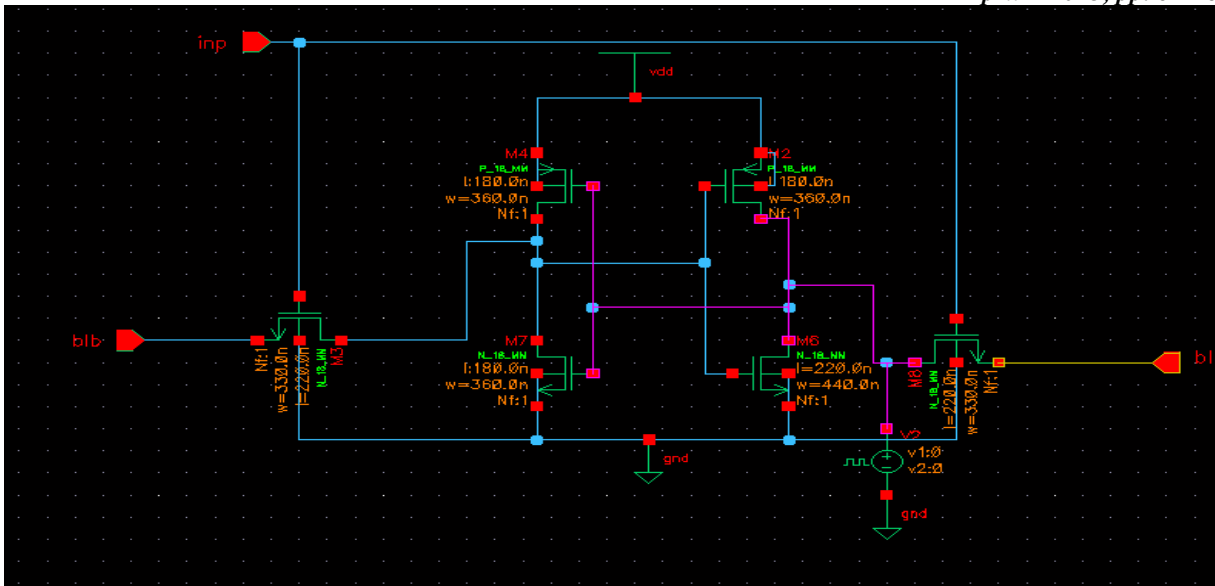 inp
vdd
M4
P_18_MM
l:180.0n
w=360.0n
Nf:1
M2
P_18_MM
l:180.0n
w=360.0n
Nf:1
blb
Nf:1
w=330.0n
l=220.0n
N_18_MM
M3
M7
N_18_MM
l:180.0n
w=360.0n
Nf:1
M6
N_18_MM
l=220.0n
w=440.0n
Nf:1
M8
N_18_MM
l=220.0n
w=330.0n
Nf:1
bl
gnd
v1:0
v2:0
gnd